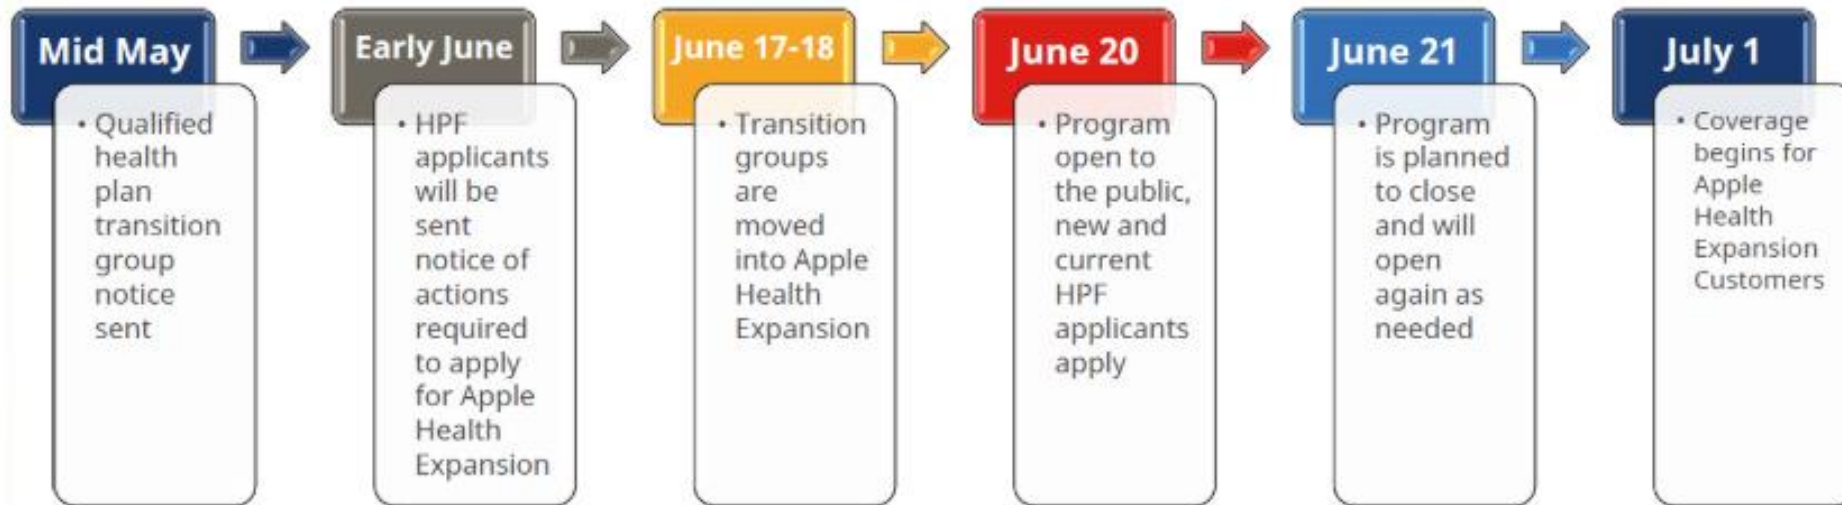 Mid May
• Qualified
health
plan
transition
group
notice
sent
Early June
• HPF
applicants
will be
sent
notice of
actions
required
to apply
for Apple
Health
Expansion
June 17-18
• Transition
groups
are
moved
into Apple
Health
Expansion
June 20
• Program
open to
the public,
new and
current
HPF
applicants
apply
June 21
• Program
is planned
to close
and will
open
again as
needed
July 1
• Coverage
begins for
Apple
Health
Expansion
Customers